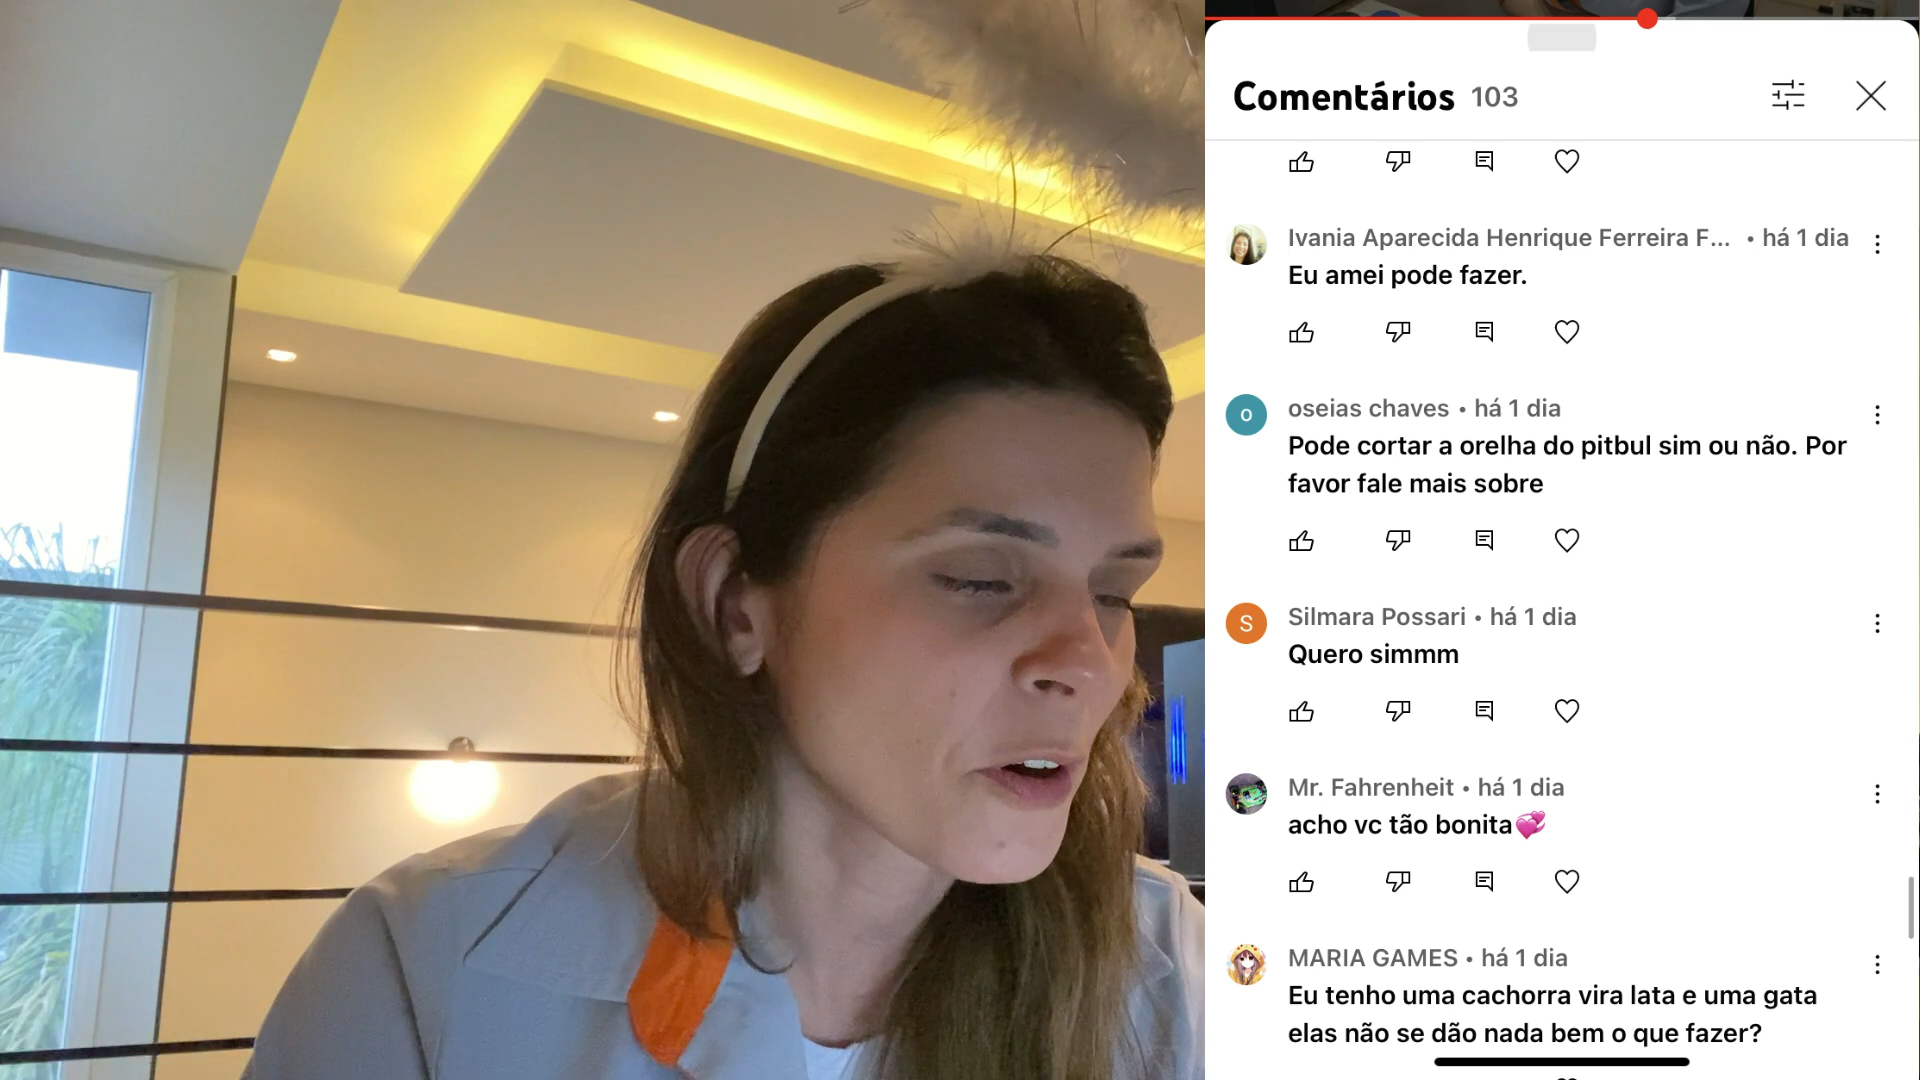 Comentários 103
Ivania Aparecida Henrique Ferreira F... • há 1 dia
Eu amei pode fazer.
o
oseias chaves • há 1 dia
Pode cortar a orelha do pitbul sim ou não. Por
favor fale mais sobre
S
Silmara Possari • há 1 dia
Quero simmm
Mr. Fahrenheit • há 1 dia
acho vc tão bonita💞
MARIA GAMES • há 1 dia
Eu tenho uma cachorra vira lata e uma gata
elas não se dão nada bem o que fazer?